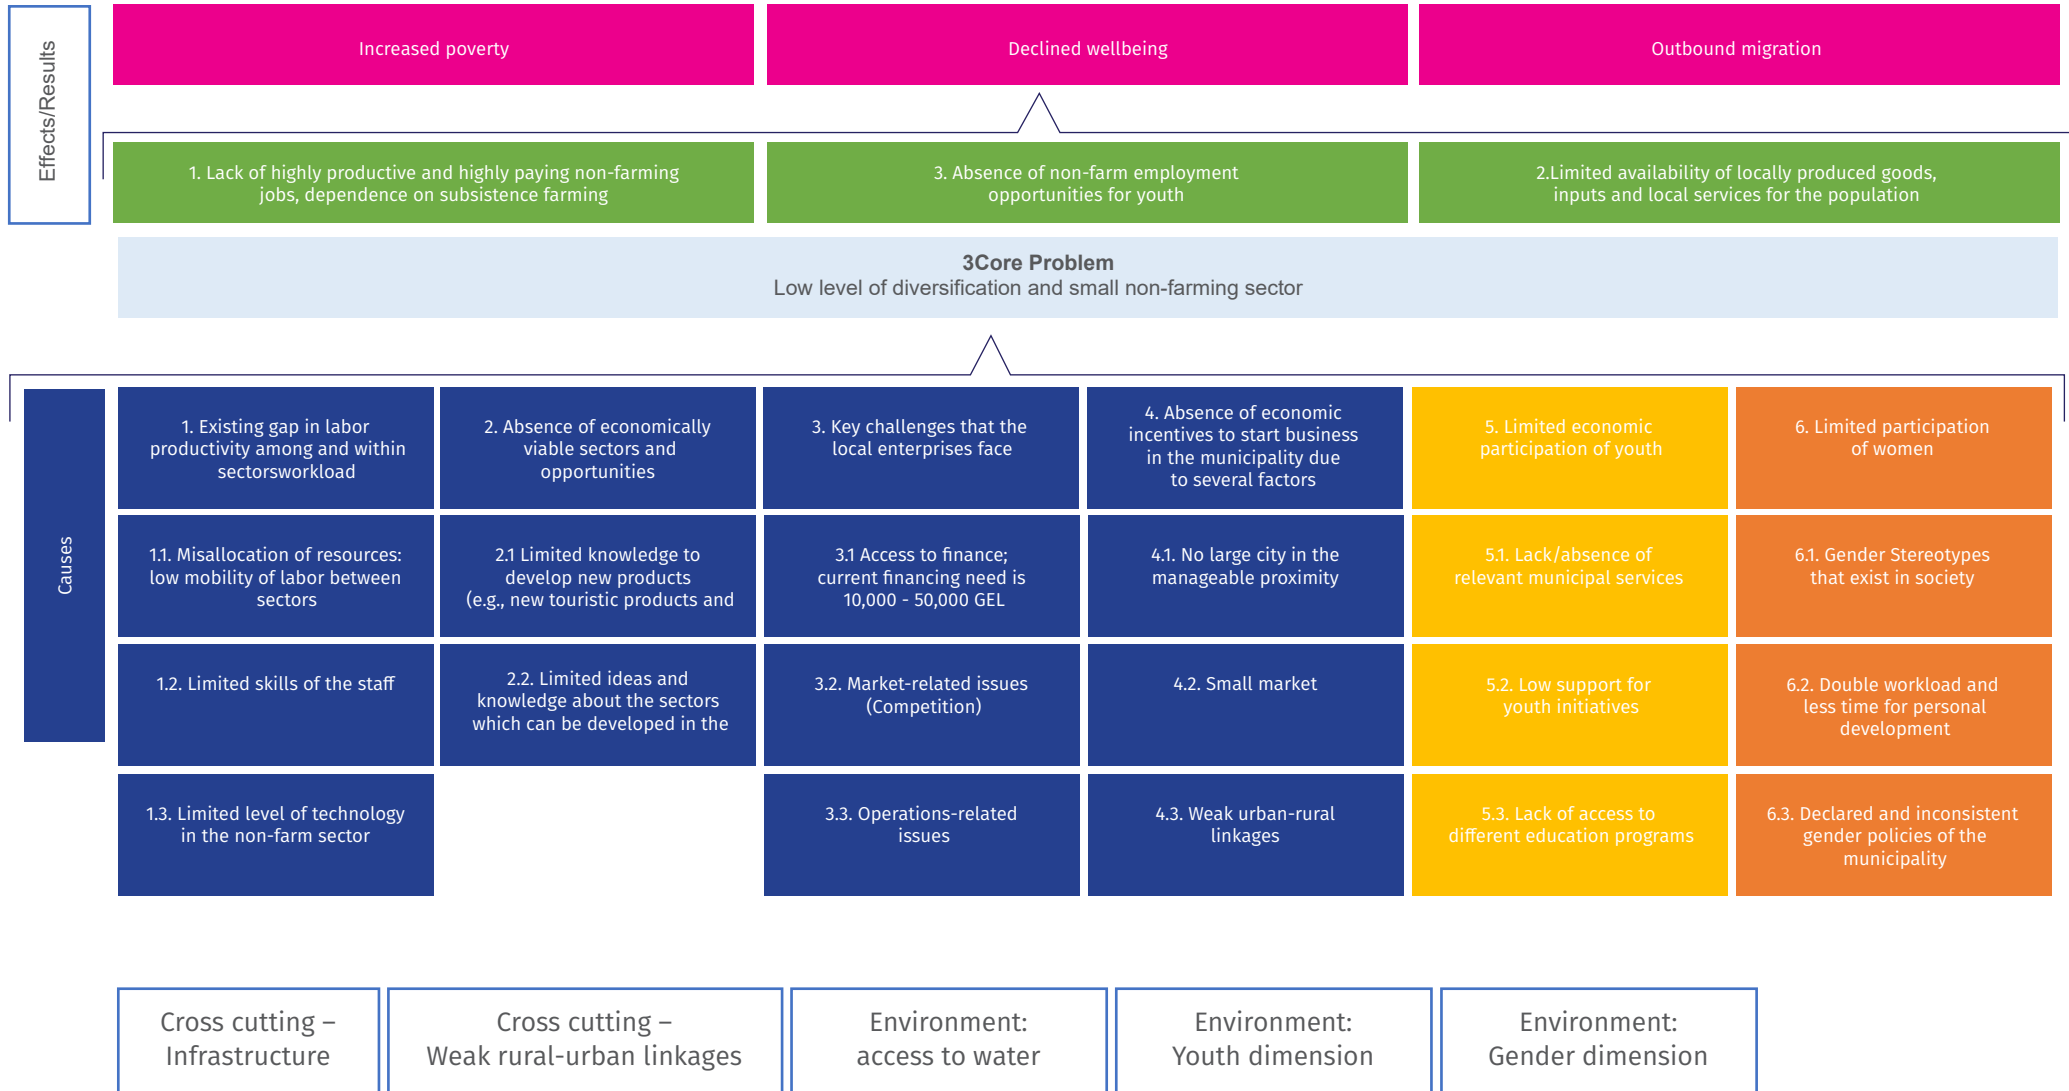 Effects/Results
Increased poverty
Declined wellbeing
Outbound migration
1. Lack of highly productive and highly paying non-farming
jobs, dependence on subsistence farming
3. Absence of non-farm employment
opportunities for youth
2.Limited availability of locally produced goods,
inputs and local services for the population
3Core Problem
Low level of diversification and small non-farming sector
Causes
1. Existing gap in labor
productivity among and within
sectorsworkload
2. Absence of economically
viable sectors and
opportunities
3. Key challenges that the
local enterprises face
4. Absence of economic
incentives to start business
in the municipality due
to several factors
5. Limited economic
participation of youth
6. Limited participation
of women
1.1. Misallocation of resources:
low mobility of labor between
sectors
2.1 Limited knowledge to
develop new products
(e.g., new touristic products and
3.1 Access to finance;
current financing need is
10,000 - 50,000 GEL
4.1. No large city in the
manageable proximity
5.1. Lack/absence of
relevant municipal services
6.1. Gender Stereotypes
that exist in society
1.2. Limited skills of the staff
2.2. Limited ideas and
knowledge about the sectors
which can be developed in the
3.2. Market-related issues
(Competition)
4.2. Small market
5.2. Low support for
youth initiatives
6.2. Double workload and
less time for personal
development
1.3. Limited level of technology
in the non-farm sector
3.3. Operations-related
issues
4.3. Weak urban-rural
linkages
5.3. Lack of access to
different education programs
6.3. Declared and inconsistent
gender policies of the
municipality
Cross cutting –
Infrastructure
Cross cutting –
Weak rural-urban linkages
Environment:
access to water
Environment:
Youth dimension
Environment:
Gender dimension